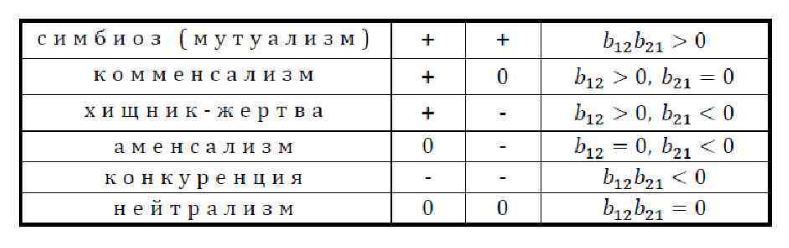 симбиоз (мутуализм) + + b₁₂b₂₁ > 0
комменсализм + 0 b₁₂ > 0, b₂₁ = 0
хищник-жертва + - b₁₂ > 0, b₂₁ < 0
аменсализм 0 - b₁₂ = 0, b₂₁ < 0
конкуренция - - b₁₂b₂₁ < 0
нейтрализм 0 0 b₁₂b₂₁ = 0